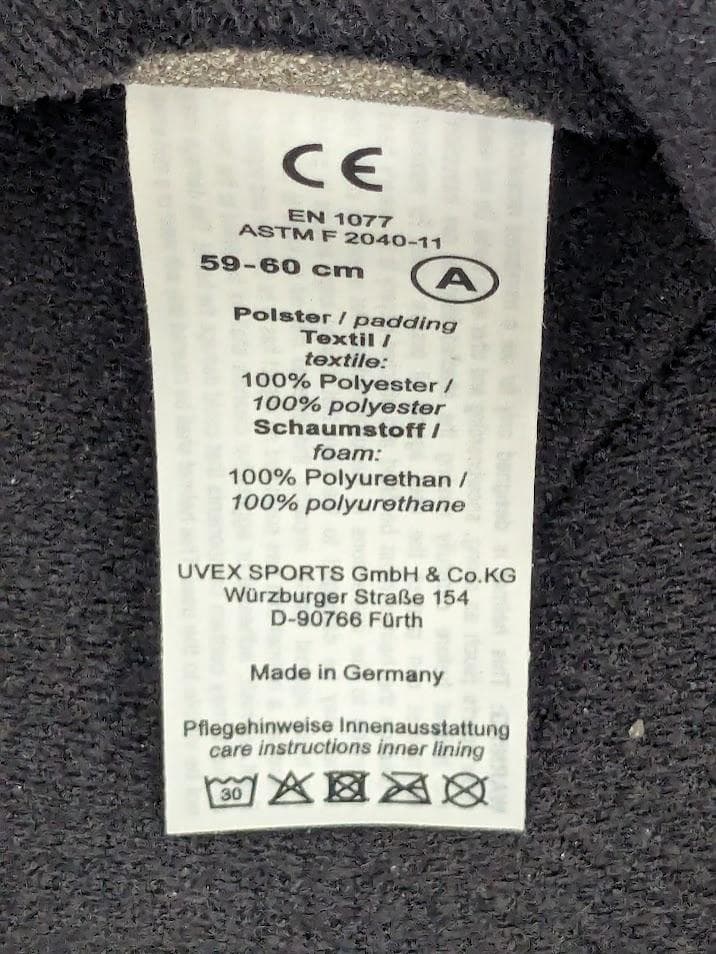 CE
EN 1077
ASTM F 2040-11
59-60 cm A
Polster / padding
Textil /
textile:
100% Polyester /
100% polyester
Schaumstoff /
foam:
100% Polyurethan /
100% polyurethane
UVEX SPORTS GmbH & Co.KG
Würzburger Straße 154
D-90766 Fürth
Made in Germany
Pflegehinweise Innenausstattung
care instructions inner lining
30